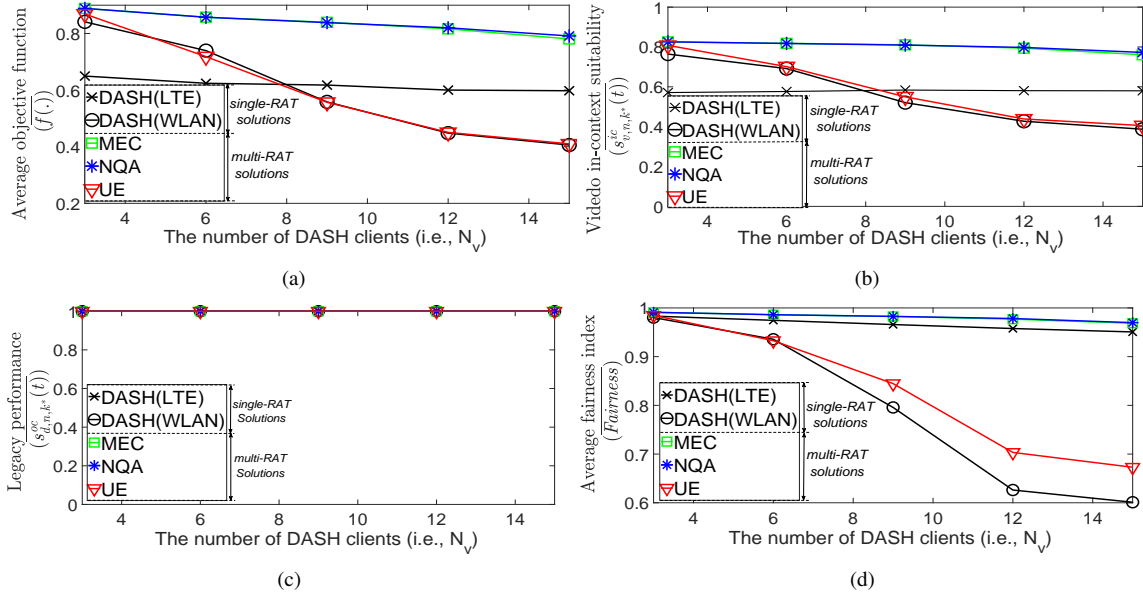 Average objective function
(f(.))
0.8
0.6
0.4
0.2
DASH(LTE)
DASH(WLAN)
MEC
NQA
UE
single-RAT
solutions
multi-RAT
solutions
4 6 8 10 12 14
The number of DASH clients (i.e., N_v)
(a)
Videdo in-context suitability
(s^{ic}_{v,n,k*}(t))
1
0.8
0.6
0.4
0.2
0
DASH(LTE)
DASH(WLAN)
MEC
NQA
UE
single-RAT
solutions
multi-RAT
solutions
4 6 8 10 12 14
The number of DASH clients (i.e., N_v)
(b)
Legacy performance
(s^{oc}_{d,n,k*}(t))
1
0.8
0.6
0.4
0.2
0
DASH(LTE)
DASH(WLAN)
MEC
NQA
UE
single-RAT
Solutions
multi-RAT
Solutions
4 6 8 10 12 14
The number of DASH clients (i.e., N_v)
(c)
Average fairness index
(Fairness)
1
0.9
0.8
0.7
0.6
DASH(LTE)
DASH(WLAN)
MEC
NQA
UE
single-RAT
Solutions
multi-RAT
solutions
4 6 8 10 12 14
The number of DASH clients (i.e., N_v)
(d)